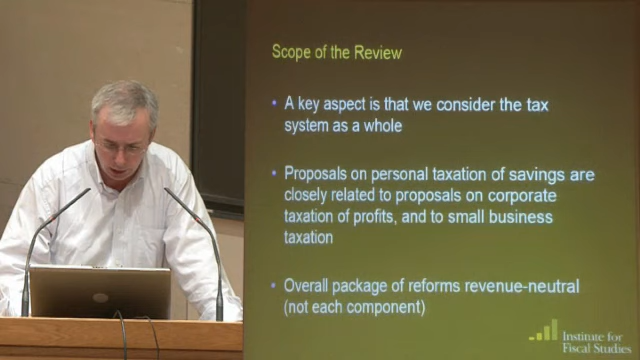 Scope of the Review
• A key aspect is that we consider the tax
system as a whole
• Proposals on personal taxation of savings are
closely related to proposals on corporate
taxation of profits, and to small business
taxation
• Overall package of reforms revenue-neutral
(not each component)
Institute for
Fiscal Studies